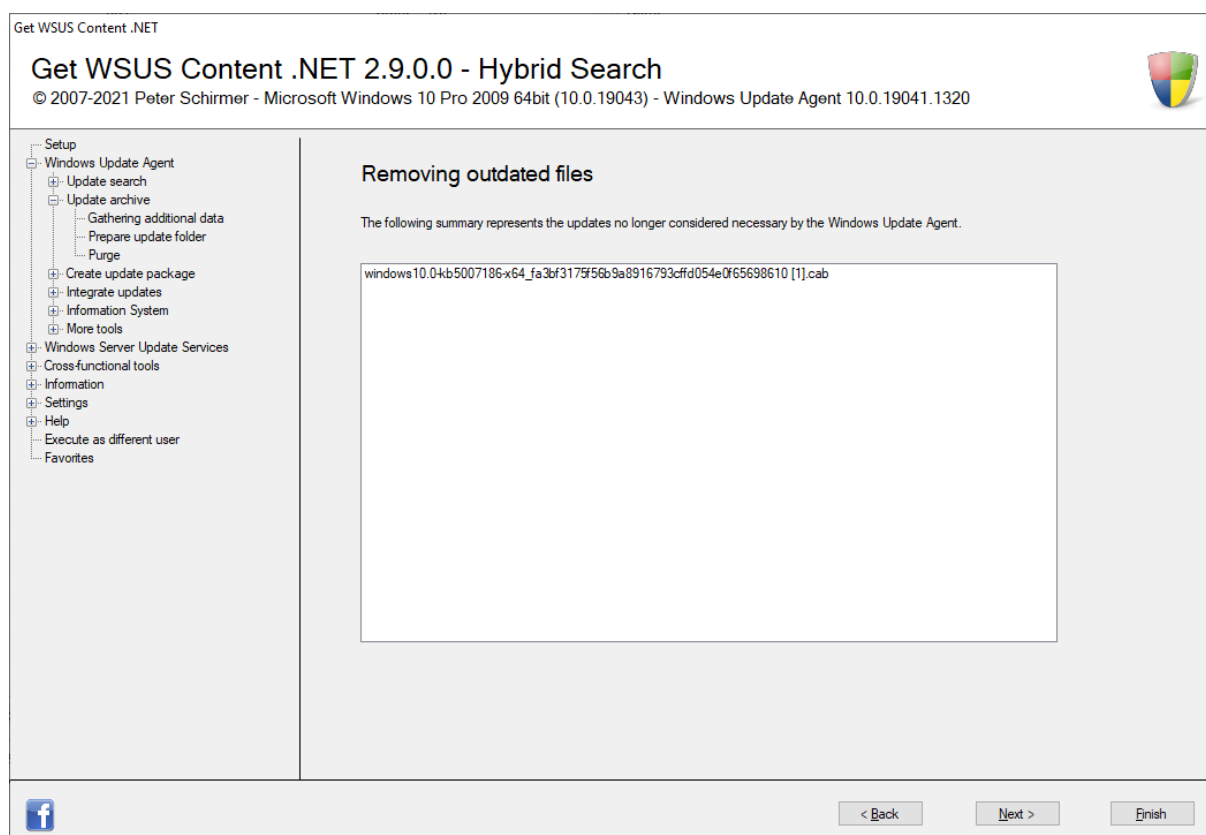 Get WSUS Content .NET
Get WSUS Content .NET 2.9.0.0 - Hybrid Search
© 2007-2021 Peter Schirmer - Microsoft Windows 10 Pro 2009 64bit (10.0.19043) - Windows Update Agent 10.0.19041.1320
Setup
Windows Update Agent
Update search
Update archive
Gathering additional data
Prepare update folder
Purge
Create update package
Integrate updates
Information System
More tools
Windows Server Update Services
Cross-functional tools
Information
Settings
Help
Execute as different user
Favorites
Removing outdated files
The following summary represents the updates no longer considered necessary by the Windows Update Agent.
windows10.0-kb5007186-x64_fa3bf3175f56b9a8916793cffd054e0f65698610 [1].cab
< Back
Next >
Finish